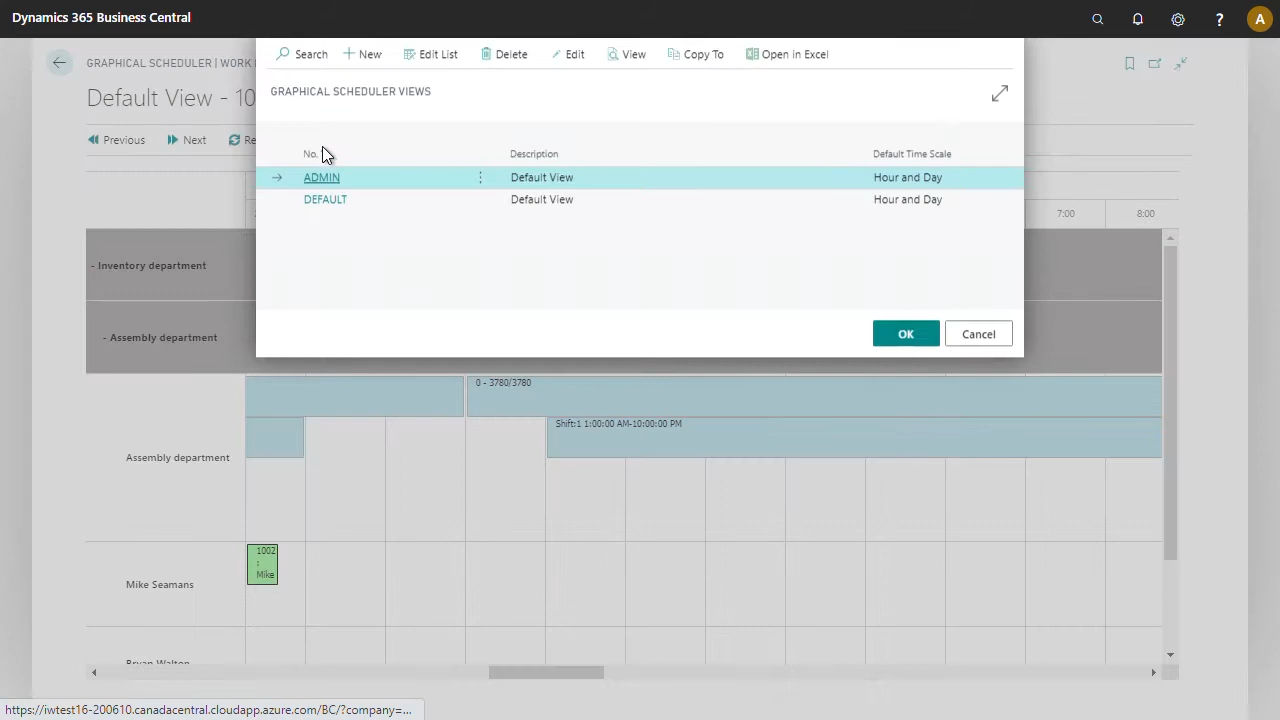 Dynamics 365 Business Central
?
A
GRAPHICAL SCHEDULER | WORK
Default View - 10
Previous
Next
Re
Search
New
Edit List
Delete
Edit
View
Copy To
Open in Excel
GRAPHICAL SCHEDULER VIEWS
No.
Description
Default Time Scale
ADMIN
Default View
Hour and Day
DEFAULT
Default View
Hour and Day
OK
Cancel
7:00
8:00
- Inventory department
- Assembly department
0 - 3780/3780
Shift:1 1:00:00 AM-10:00:00 PM
Assembly department
1002
:
Mike
Mike Seamans
Bryan Walton
https://iwtest16-200610.canadacentral.cloudapp.azure.com/BC/?company=...